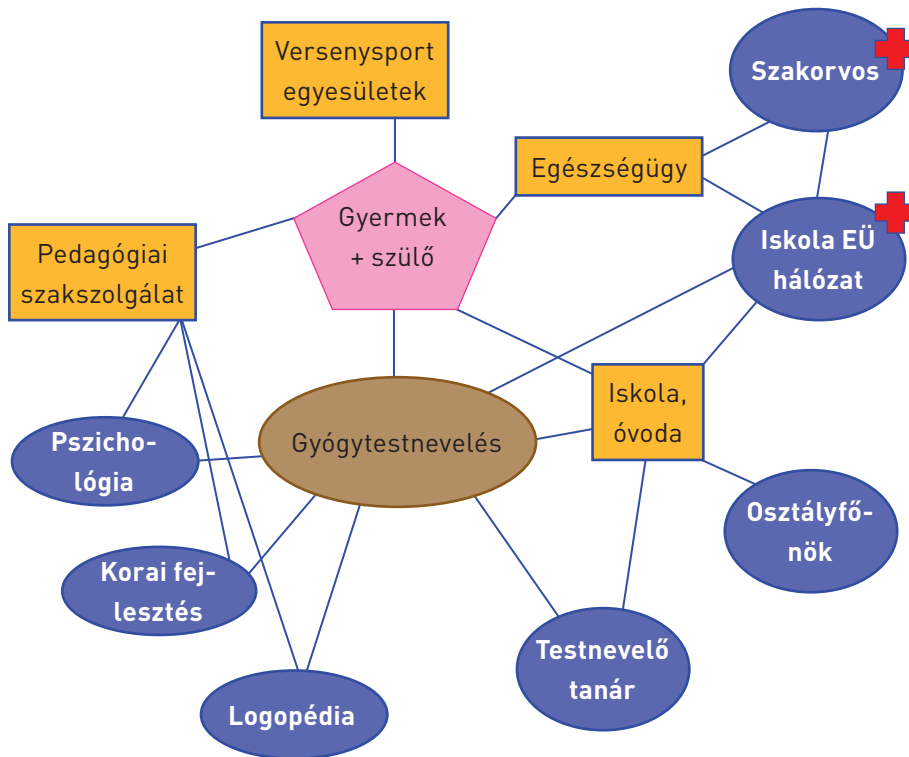 Versenysport
egyesületek
Szakorvos
Egészségügy
Gyermek
+ szülő
Iskola EÜ
hálózat
Pedagógiai
szakszolgálat
Iskola,
óvoda
Gyógytestnevelés
Pszicho-
lógia
Osztályfő-
nök
Korai fej-
lesztés
Testnevelő
tanár
Logopédia